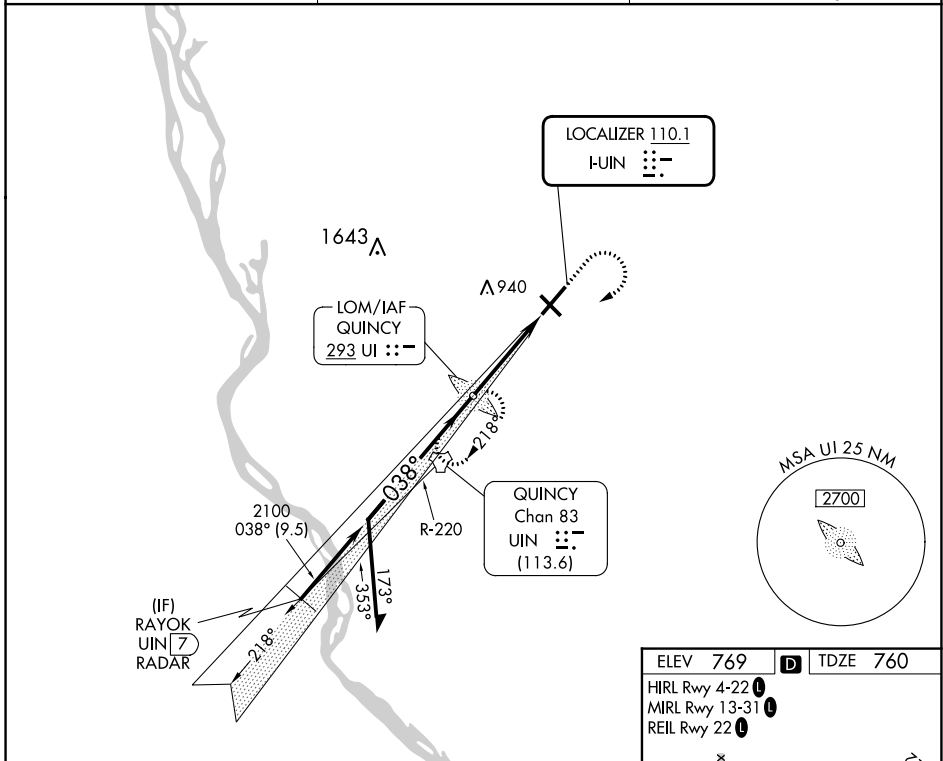 LOCALIZER 110.1
I-UIN
1643
940
LOM/IAF
QUINCY
293 UI
218°
038°
MSA UI 25 NM
2700
QUINCY
Chan 83
UIN
(113.6)
R-220
2100
038° (9.5)
173°
353°
(IF)
RAYOK
UIN 7
RADAR
218°
ELEV 769 D TDZE 760
HIRL Rwy 4-22 L
MIRL Rwy 13-31 L
REIL Rwy 22 L